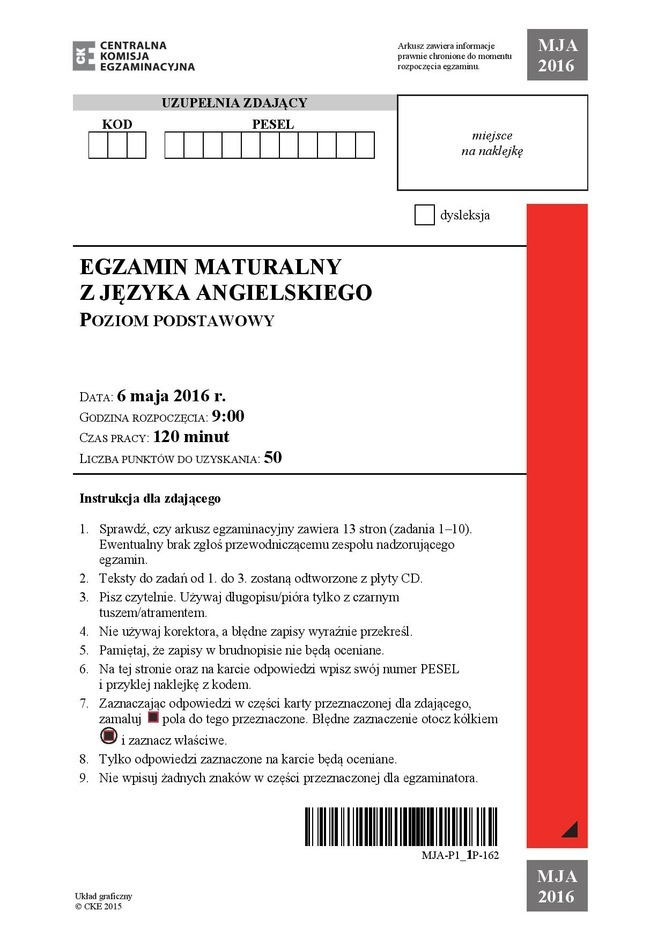 CKE
CENTRALNA
KOMISJA
EGZAMINACYJNA
Arkusz zawiera informacje
prawnie chronione do momentu
rozpoczęcia egzaminu.
MJA
2016
UZUPEŁNIA ZDAJĄCY
KOD PESEL
miejsce
na naklejkę
dysleksja
EGZAMIN MATURALNY
Z JĘZYKA ANGIELSKIEGO
POZIOM PODSTAWOWY
DATA: 6 maja 2016 r.
GODZINA ROZPOCZĘCIA: 9:00
CZAS PRACY: 120 minut
LICZBA PUNKTÓW DO UZYSKANIA: 50
Instrukcja dla zdającego
1. Sprawdź, czy arkusz egzaminacyjny zawiera 13 stron (zadania 1–10).
Ewentualny brak zgłoś przewodniczącemu zespołu nadzorującego
egzamin.
2. Teksty do zadań od 1. do 3. zostaną odtworzone z płyty CD.
3. Pisz czytelnie. Używaj długopisu/pióra tylko z czarnym
tuszem/atramentem.
4. Nie używaj korektora, a błędne zapisy wyraźnie przekreśl.
5. Pamiętaj, że zapisy w brudnopisie nie będą oceniane.
6. Na tej stronie oraz na karcie odpowiedzi wpisz swój numer PESEL
i przyklej naklejkę z kodem.
7. Zaznaczając odpowiedzi w części karty przeznaczonej dla zdającego,
zamaluj pola do tego przeznaczone. Błędne zaznaczenie otocz kółkiem
i zaznacz właściwe.
8. Tylko odpowiedzi zaznaczone na karcie będą oceniane.
9. Nie wpisuj żadnych znaków w części przeznaczonej dla egzaminatora.
MJA-P1_1P-162
Układ graficzny
© CKE 2015
MJA
2016